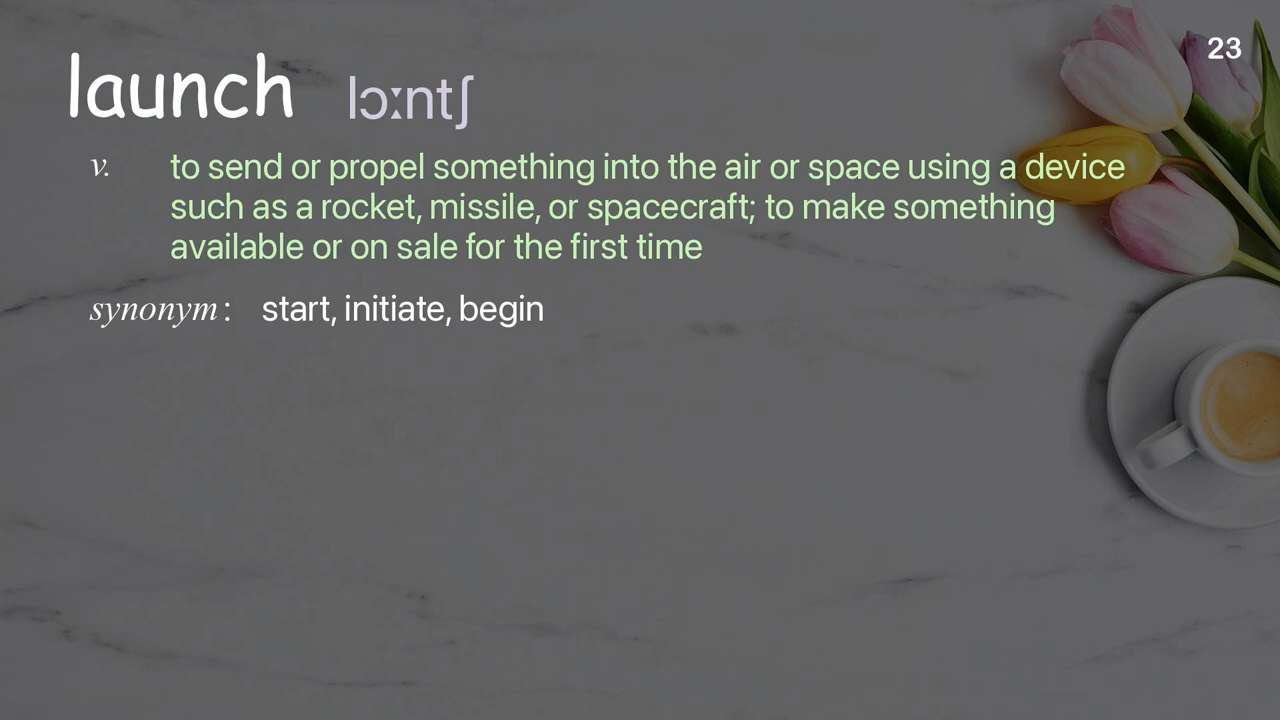 23
launch lɔːntʃ
v. to send or propel something into the air or space using a device
such as a rocket, missile, or spacecraft; to make something
available or on sale for the first time
synonym: start, initiate, begin